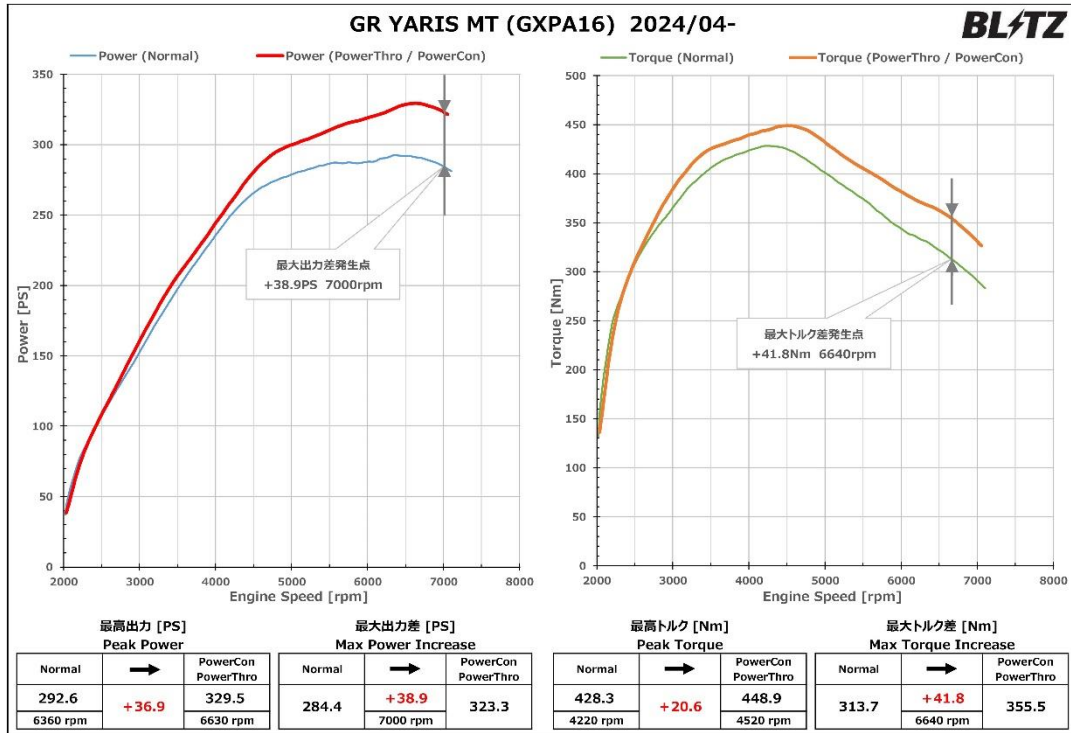 GR YARIS MT (GXPA16) 2024/04-
BLITZ
Power (Normal)
Power (PowerThro / PowerCon)
350
300
250
200
150
100
50
0
Power [PS]
2000
3000
4000
5000
6000
7000
8000
Engine Speed [rpm]
最大出力差発生点
+38.9PS 7000rpm
Torque (Normal)
Torque (PowerThro / PowerCon)
500
450
400
350
300
250
200
150
100
50
0
Torque [Nm]
2000
3000
4000
5000
6000
7000
8000
Engine Speed [rpm]
最大トルク差発生点
+41.8Nm 6640rpm
最高出力 [PS]
Peak Power
Normal
PowerCon
PowerThro
292.6
+36.9
329.5
6360 rpm
6630 rpm
最大出力差 [PS]
Max Power Increase
Normal
PowerCon
PowerThro
284.4
+38.9
323.3
7000 rpm
最高トルク [Nm]
Peak Torque
Normal
PowerCon
PowerThro
428.3
+20.6
448.9
4220 rpm
4520 rpm
最大トルク差 [Nm]
Max Torque Increase
Normal
PowerCon
PowerThro
313.7
+41.8
355.5
6640 rpm